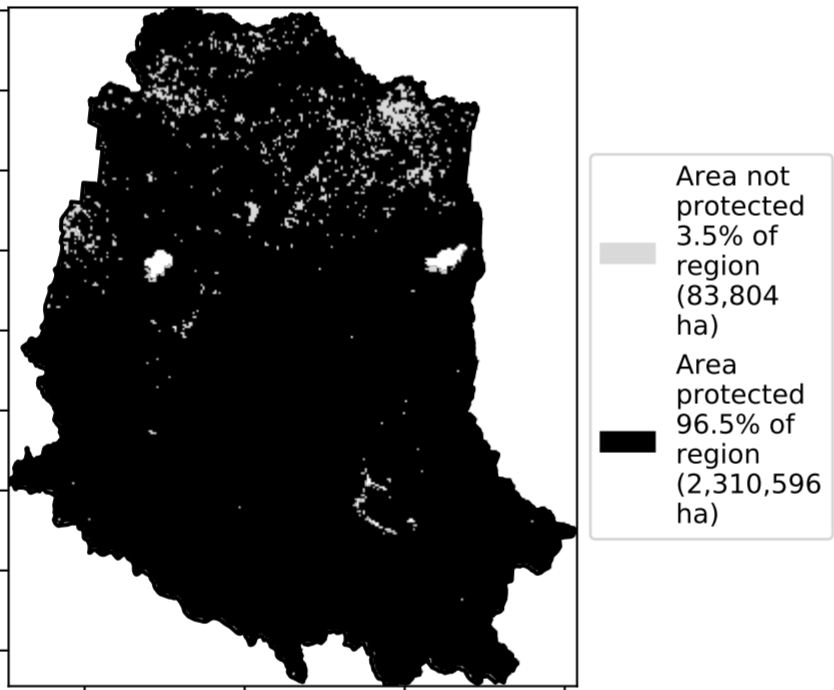 Area not
protected
3.5% of
region
(83,804
ha)
Area
protected
96.5% of
region
(2,310,596
ha)